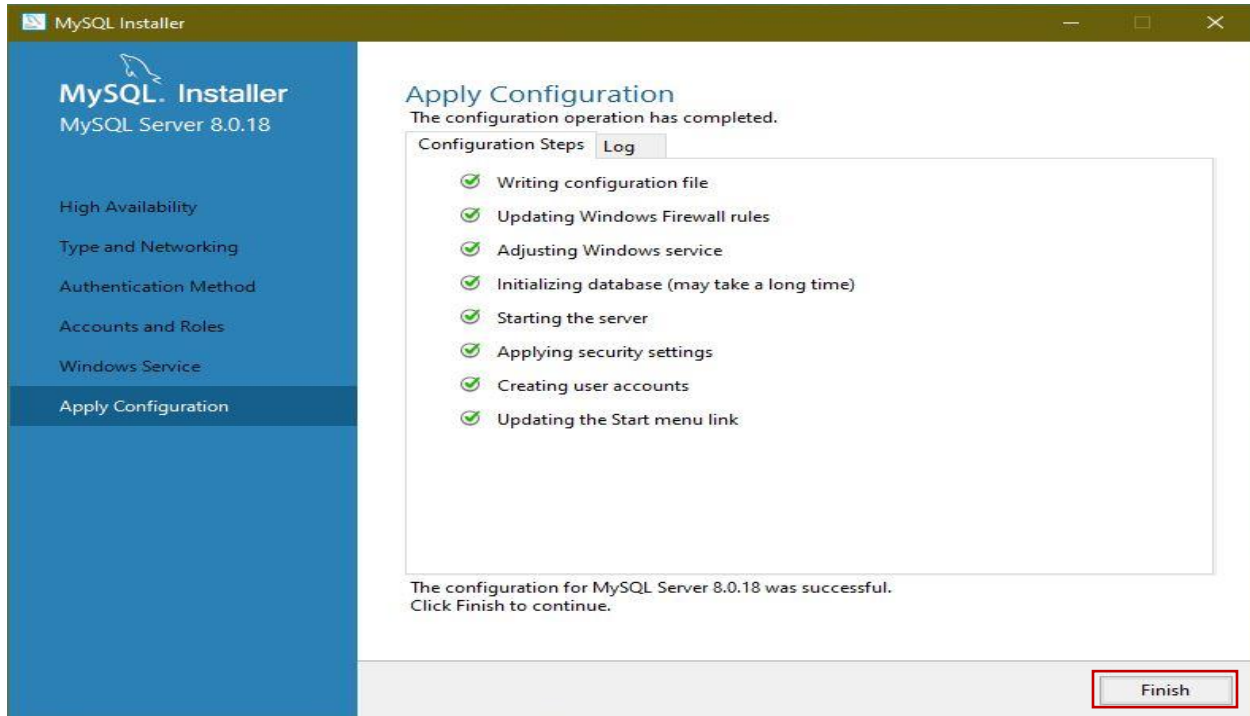 MySQL Installer
MySQL. Installer
MySQL Server 8.0.18
High Availability
Type and Networking
Authentication Method
Accounts and Roles
Windows Service
Apply Configuration
Apply Configuration
The configuration operation has completed.
Configuration Steps Log
Writing configuration file
Updating Windows Firewall rules
Adjusting Windows service
Initializing database (may take a long time)
Starting the server
Applying security settings
Creating user accounts
Updating the Start menu link
The configuration for MySQL Server 8.0.18 was successful.
Click Finish to continue.
Finish